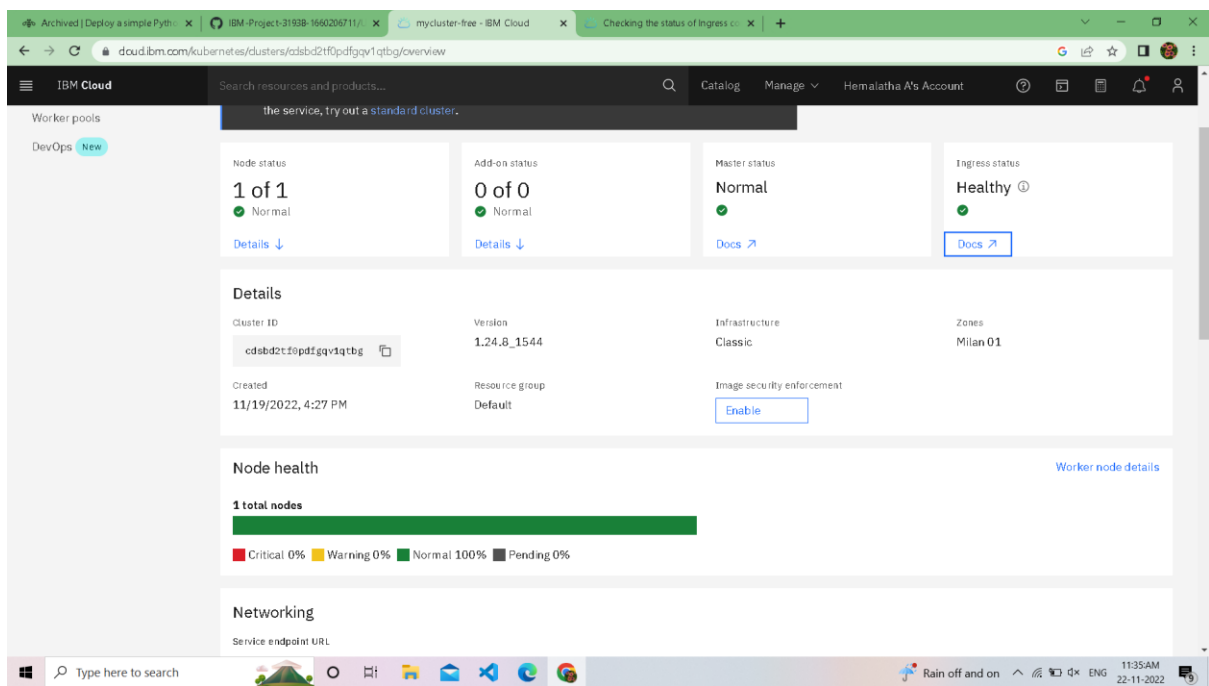 Archived | Deploy a simple Pytho
IBM-Project-31938-1660206711/
mycluster-free - IBM Cloud
Checking the status of Ingress co
cloud.ibm.com/kubernetes/clusters/cdsbd2tf0pdfgqv1qtbg/overview
IBM Cloud
Search resources and products...
Catalog
Manage
Hemalatha A's Account
Worker pools
DevOps New
the service, try out a standard cluster.
Node status
Add-on status
Master status
Ingress status
1 of 1
0 of 0
Normal
Healthy
Normal
Normal
Details ↓
Details ↓
Docs ↗
Docs ↗
Details
Cluster ID
Version
Infrastructure
Zones
cdsbd2tf0pdfgqv1qtbg
1.24.8_1544
Classic
Milan 01
Created
Resource group
Image security enforcement
11/19/2022, 4:27 PM
Default
Enable
Node health
Worker node details
1 total nodes
Critical 0% Warning 0% Normal 100% Pending 0%
Networking
Service endpoint URL
Type here to search
Rain off and on
ENG
11:35AM
22-11-2022